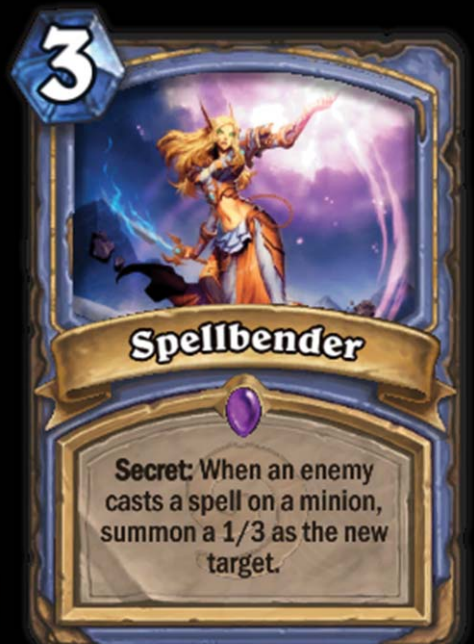 3
Spellbender
Secret: When an enemy
casts a spell on a minion,
summon a 1/3 as the new
target.